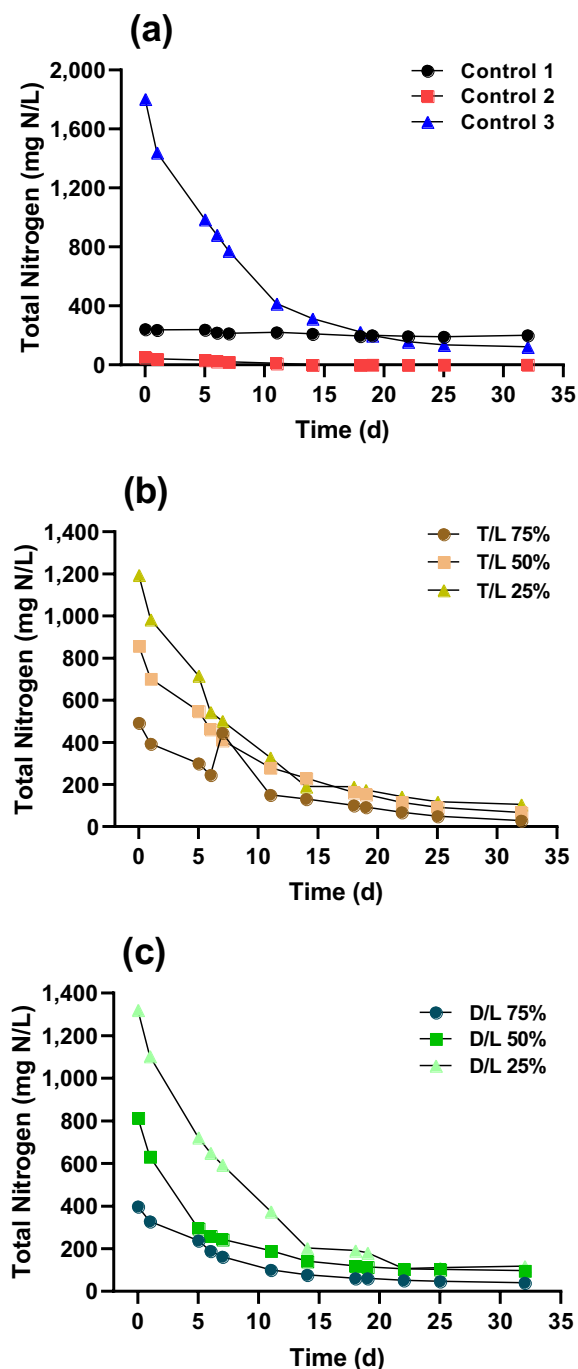 (a)
Control 1
Control 2
Control 3
Total Nitrogen (mg N/L)
2,000
1,600
1,200
800
400
0
0 5 10 15 20 25 30 35
Time (d)
(b)
T/L 75%
T/L 50%
T/L 25%
Total Nitrogen (mg N/L)
1,400
1,200
1,000
800
600
400
200
0
0 5 10 15 20 25 30 35
Time (d)
(c)
D/L 75%
D/L 50%
D/L 25%
Total Nitrogen (mg N/L)
1,400
1,200
1,000
800
600
400
200
0
0 5 10 15 20 25 30 35
Time (d)